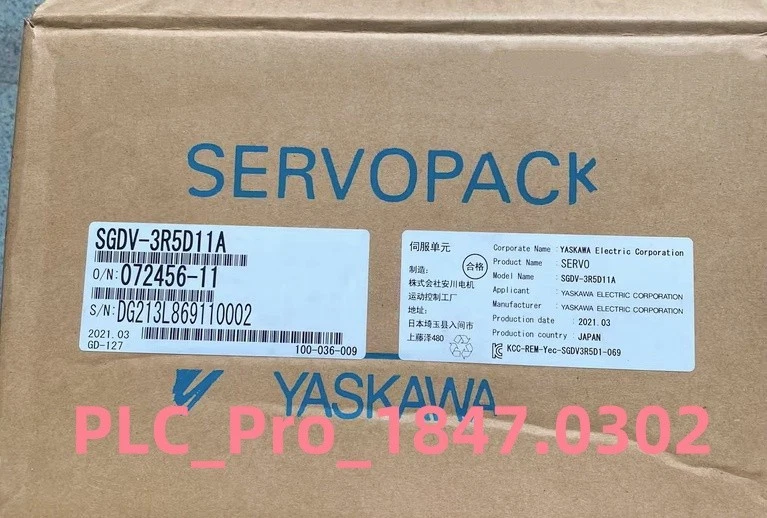 SERVOPACK
SGDV-3R5D11A
O/N:072456-11
S/N:DG213L869110002
2021.03
GD-127
100-036-009
伺服单元
制造:
株式会社安川电机
运动控制工厂
地址:
日本埼玉县入间市
上藤泽480
合格
Corporate Name : YASKAWA Electric Corporation
Product Name : SERVO
Model Name : SGDV-3R5D11A
Applicant : YASKAWA ELECTRIC CORPORATION
Manufacturer : YASKAWA ELECTRIC CORPORATION
Production date : 2021.03
Production country : JAPAN
KCC-REM-Yec-SGDV3R5D1-069
YASKAWA
PLC_Pro_1847.0302